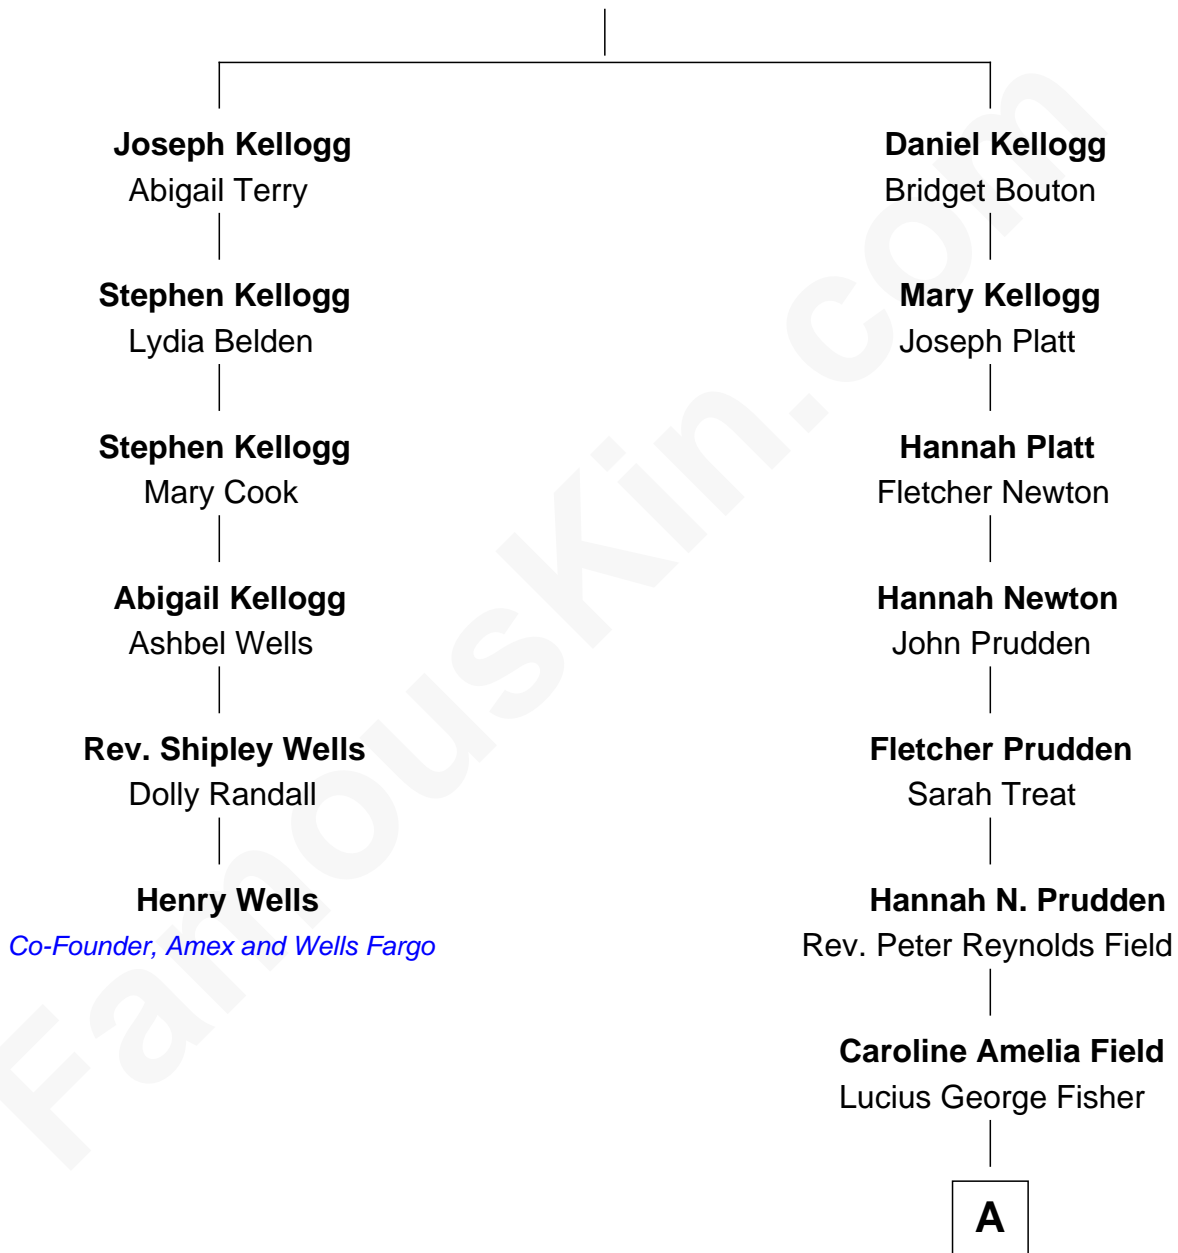 Joseph Kellogg
Abigail Terry
Stephen Kellogg
Lydia Belden
Stephen Kellogg
Mary Cook
Abigail Kellogg
Ashbel Wells
Rev. Shipley Wells
Dolly Randall
Henry Wells
Co-Founder, Amex and Wells Fargo
Daniel Kellogg
Bridget Bouton
Mary Kellogg
Joseph Platt
Hannah Platt
Fletcher Newton
Hannah Newton
John Prudden
Fletcher Prudden
Sarah Treat
Hannah N. Prudden
Rev. Peter Reynolds Field
Caroline Amelia Field
Lucius George Fisher
A
FamousKin.com